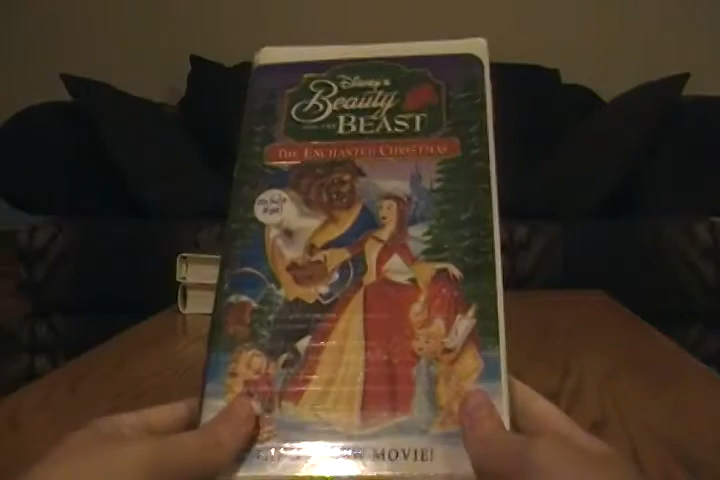 Disney's
Beauty
AND THE
BEAST
THE ENCHANTED CHRISTMAS
MOVIE!